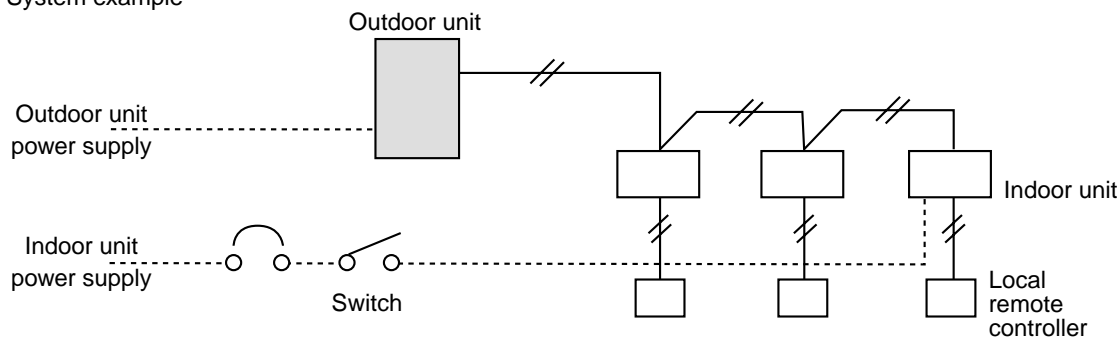 System example
Outdoor unit
Outdoor unit
power supply
Indoor unit
Indoor unit
power supply
Switch
Local
remote
controller